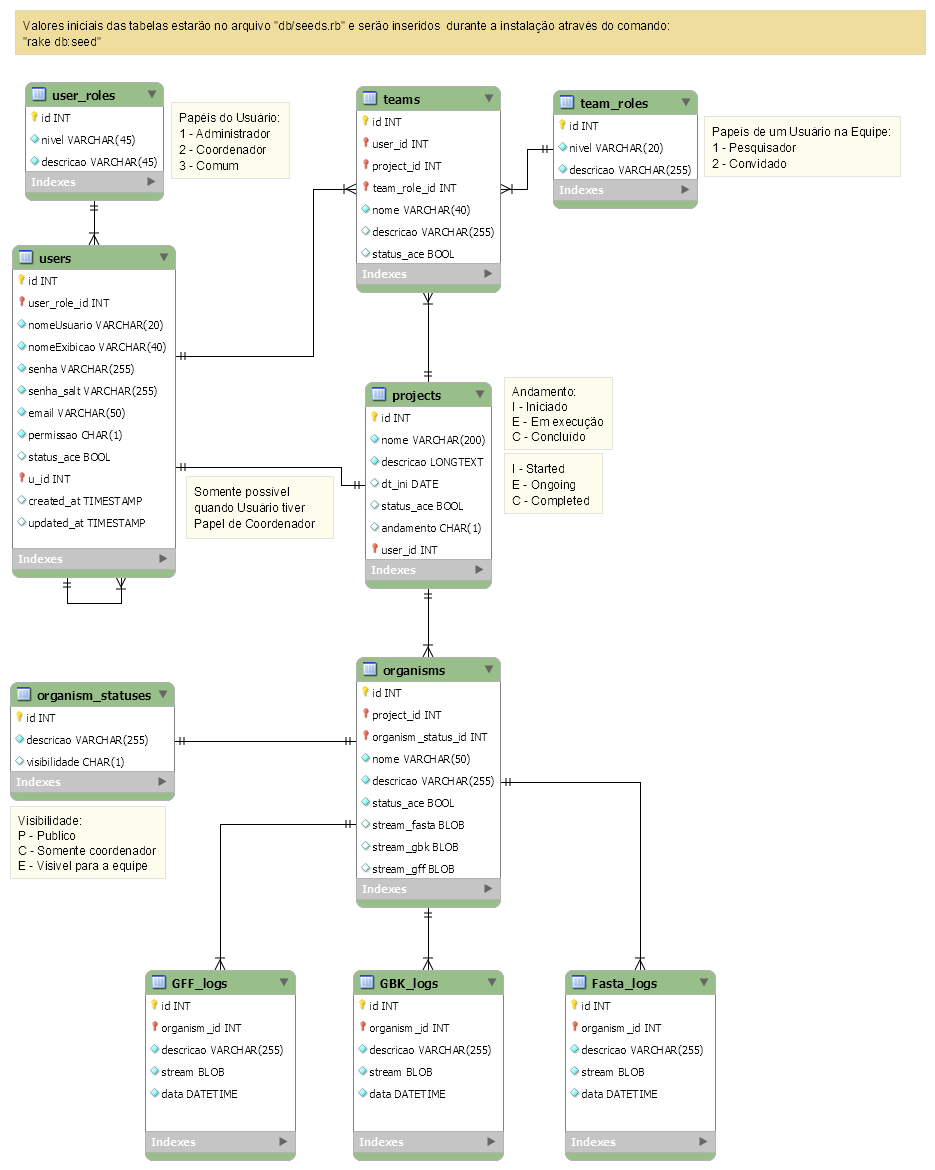 Valores iniciais das tabelas estarão no arquivo "db/seeds.rb" e serão inseridos durante a instalação através do comando:
"rake db:seed"
user_roles
id INT
nivel VARCHAR(45)
descricao VARCHAR(45)
Indexes
Papéis do Usuário:
1 - Administrador
2 - Coordenador
3 - Comum
teams
id INT
user_id INT
project_id INT
team_role_id INT
nome VARCHAR(40)
descricao VARCHAR(255)
status_ace BOOL
Indexes
team_roles
id INT
nivel VARCHAR(20)
descricao VARCHAR(255)
Indexes
Papeis de um Usuário na Equipe:
1 - Pesquisador
2 - Convidado
users
id INT
user_role_id INT
nomeUsuario VARCHAR(20)
nomeExibicao VARCHAR(40)
senha VARCHAR(255)
senha_salt VARCHAR(255)
email VARCHAR(50)
permissao CHAR(1)
status_ace BOOL
u_id INT
created_at TIMESTAMP
updated_at TIMESTAMP
Indexes
Somente possivel
quando Usuário tiver
Papel de Coordenador
projects
id INT
nome VARCHAR(200)
descricao LONGTEXT
dt_ini DATE
status_ace BOOL
andamento CHAR(1)
user_id INT
Indexes
Andamento:
I - Iniciado
E - Em execução
C - Concluído
I - Started
E - Ongoing
C - Completed
organism_statuses
id INT
descricao VARCHAR(255)
visibilidade CHAR(1)
Indexes
Visibilidade:
P - Publico
C - Somente coordenador
E - Visivel para a equipe
organisms
id INT
project_id INT
organism_status_id INT
nome VARCHAR(50)
descricao VARCHAR(255)
status_ace BOOL
stream_fasta BLOB
stream_gbk BLOB
stream_gff BLOB
Indexes
GFF_logs
id INT
organism_id INT
descricao VARCHAR(255)
stream BLOB
data DATETIME
Indexes
GBK_logs
id INT
organism_id INT
descricao VARCHAR(255)
stream BLOB
data DATETIME
Indexes
Fasta_logs
id INT
organism_id INT
descricao VARCHAR(255)
stream BLOB
data DATETIME
Indexes